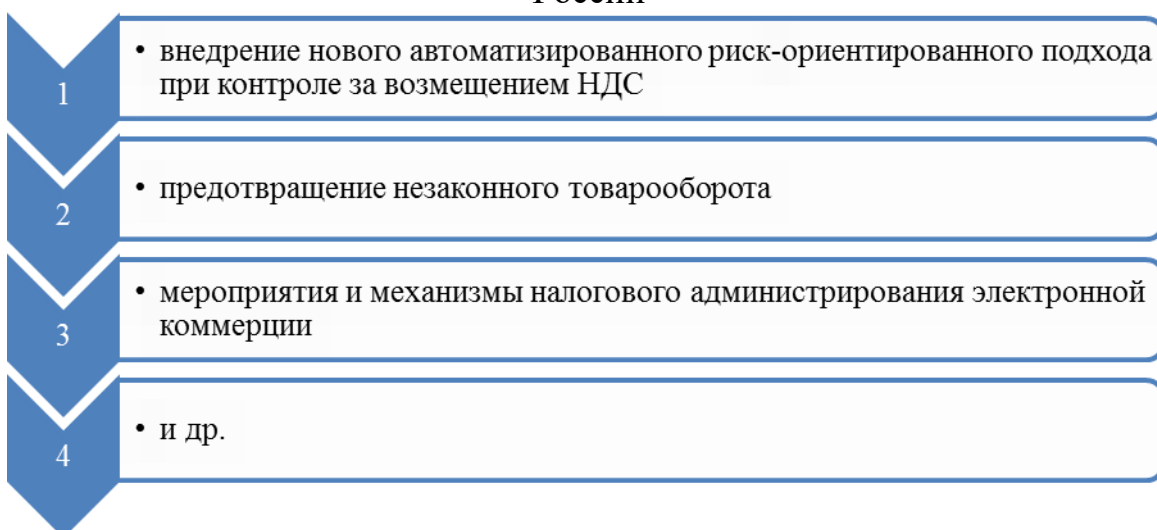 России
1
• внедрение нового автоматизированного риск-ориентированного подхода
при контроле за возмещением НДС
2
• предотвращение незаконного товарооборота
3
• мероприятия и механизмы налогового администрирования электронной
коммерции
4
• и др.